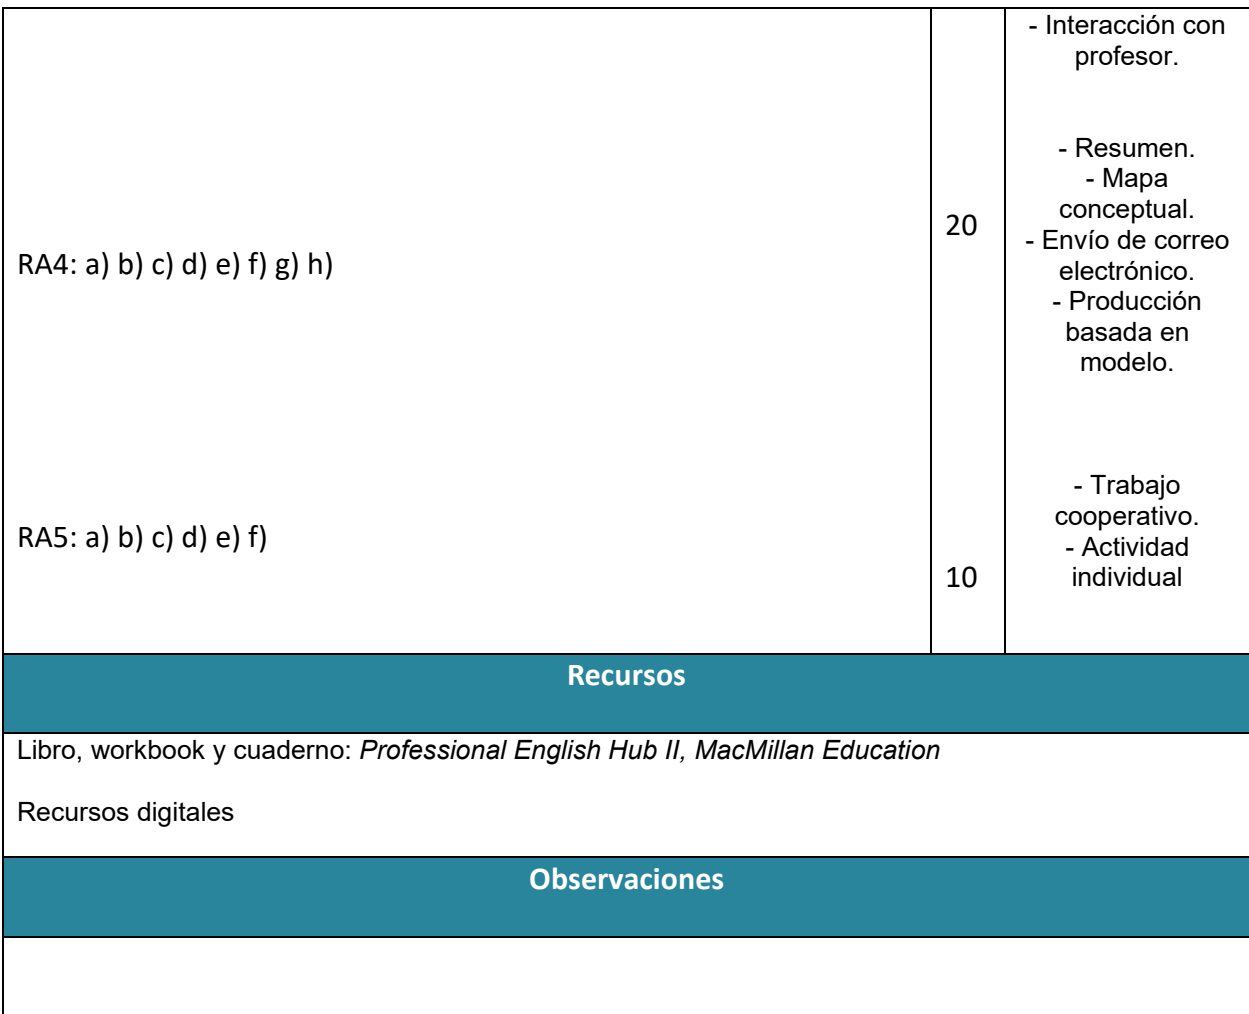 - Interacción con
profesor.
RA4: a) b) c) d) e) f) g) h)
20
- Resumen.
- Mapa
conceptual.
- Envío de correo
electrónico.
- Producción
basada en
modelo.
RA5: a) b) c) d) e) f)
10
- Trabajo
cooperativo.
- Actividad
individual
Recursos
Libro, workbook y cuaderno: Professional English Hub II, MacMillan Education
Recursos digitales
Observaciones